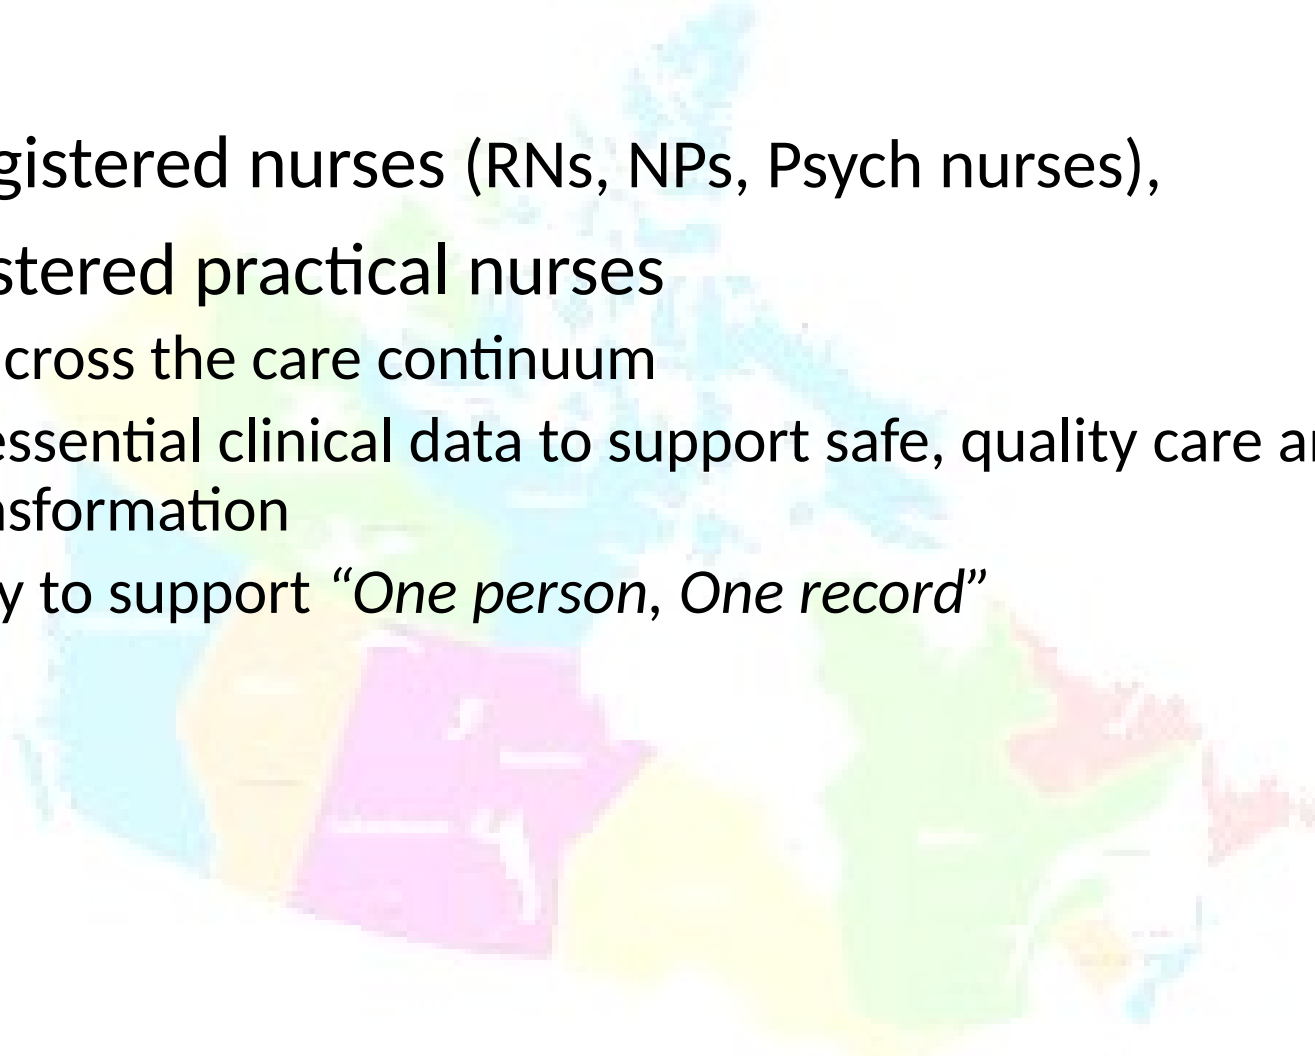 gistered nurses (RNs, NPs, Psych nurses),
stered practical nurses
cross the care continuum
essential clinical data to support safe, quality care a
nsformation
y to support “One person, One record”